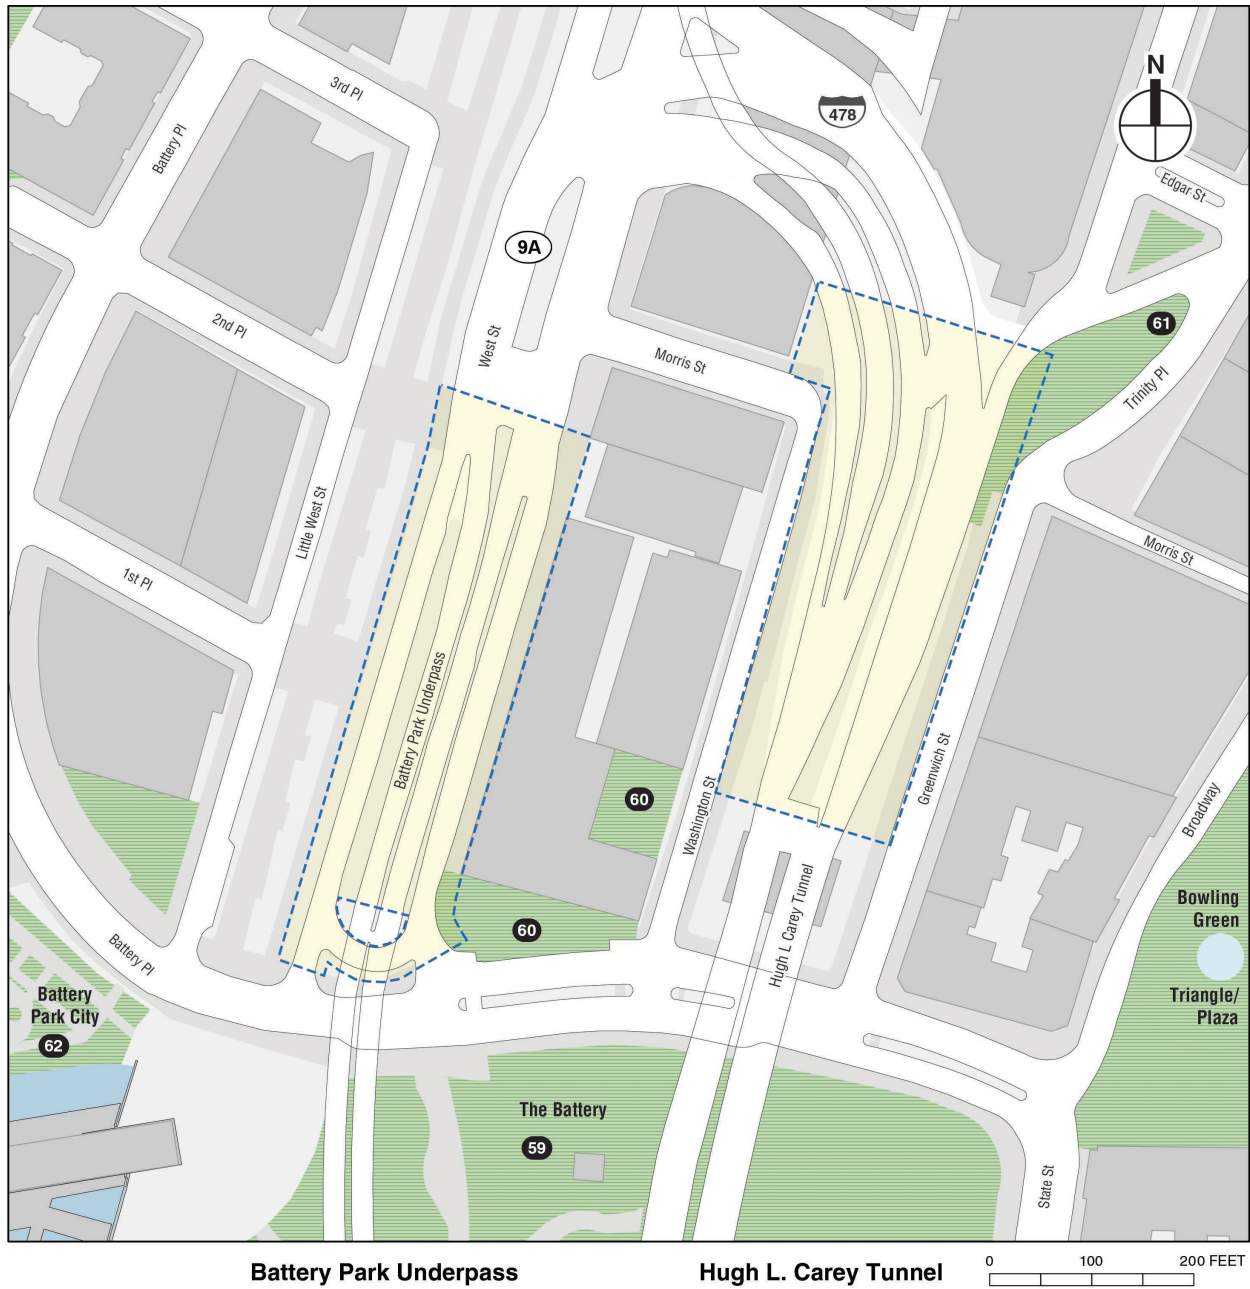 3rd Pl
N
478
Battery Pl
Edgar St
9A
2nd Pl
61
West St
Morris St
Trinity Pl
Little West St
Morris St
1st Pl
Battery Park Underpass
Greenwich St
60
Washington St
Broadway
Hugh L Carey Tunnel
Bowling
Green
60
Battery Pl
Battery
Park City
62
Triangle/
Plaza
The Battery
59
State St
Battery Park Underpass
Hugh L. Carey Tunnel
0 100 200 FEET